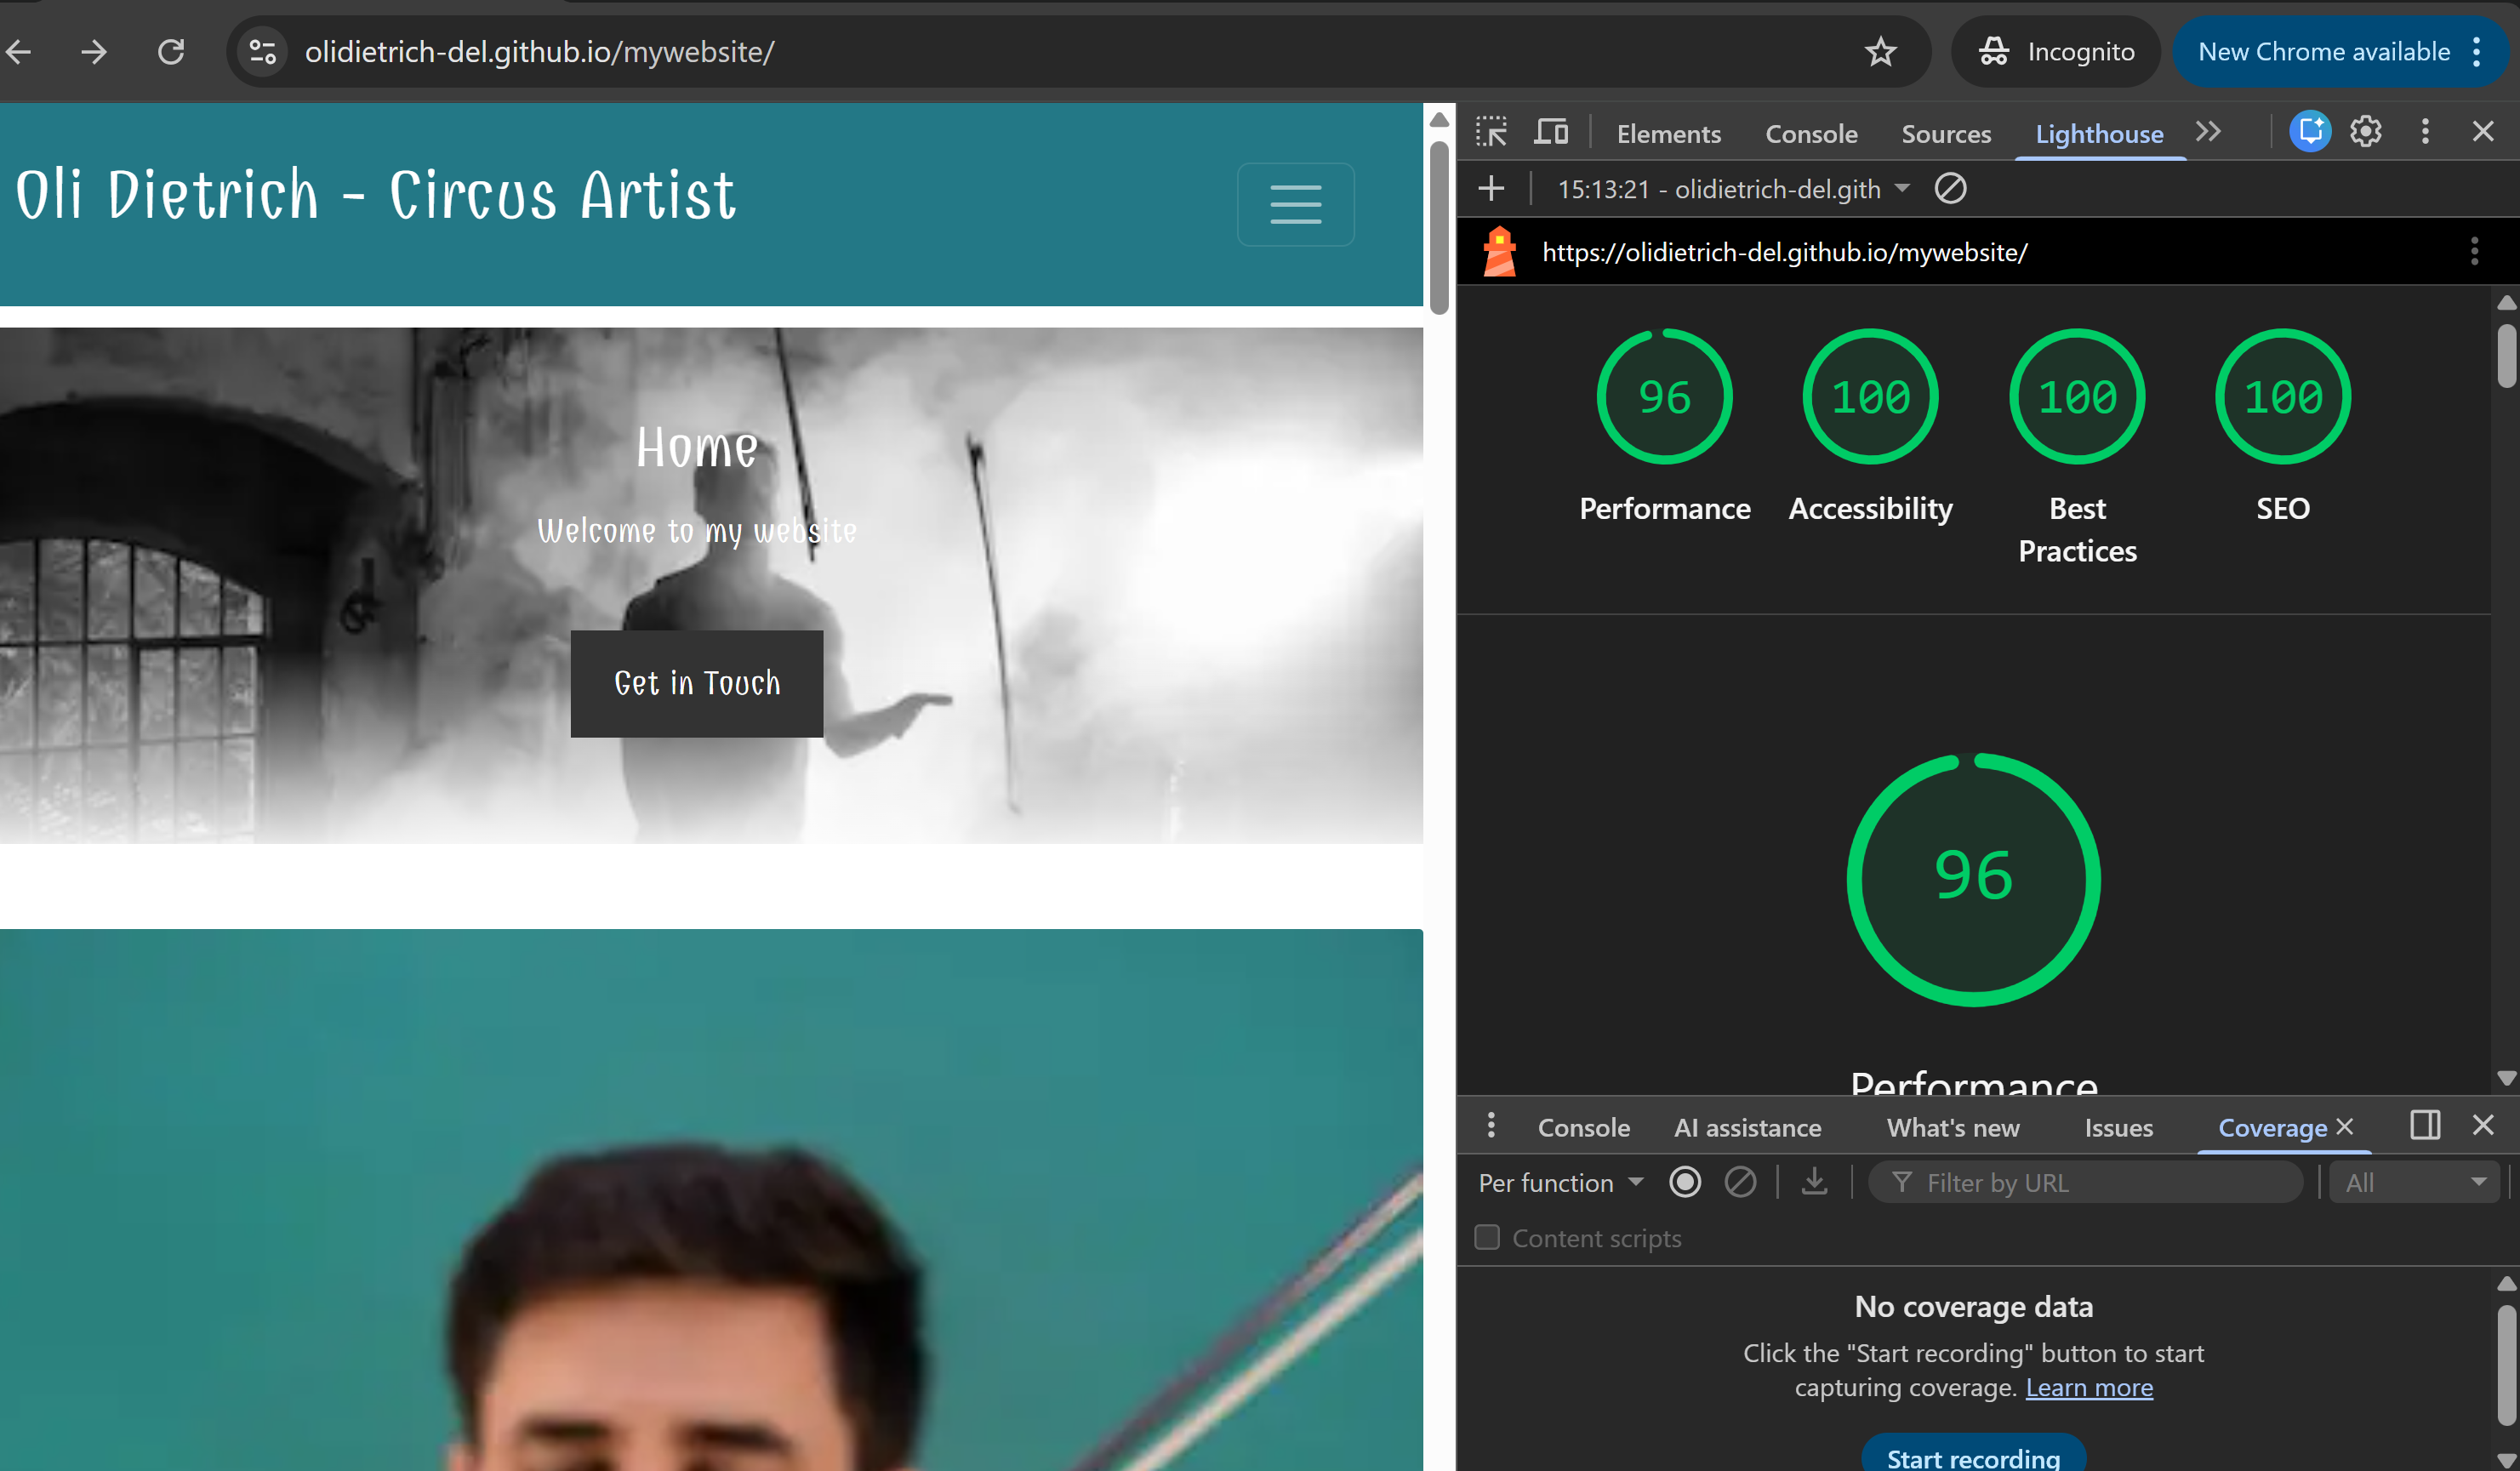 olidietrich-del.github.io/mywebsite/
Incognito
New Chrome available
Oli Dietrich - Circus Artist
Home
Welcome to my website
Get in Touch
Elements
Console
Sources
Lighthouse
15:13:21 - olidietrich-del.gith
https://olidietrich-del.github.io/mywebsite/
96
100
100
100
Performance
Accessibility
Best
Practices
SEO
96
Performance
Console
AI assistance
What's new
Issues
Coverage
Per function
Filter by URL
All
Content scripts
No coverage data
Click the "Start recording" button to start
capturing coverage. Learn more
Start recording